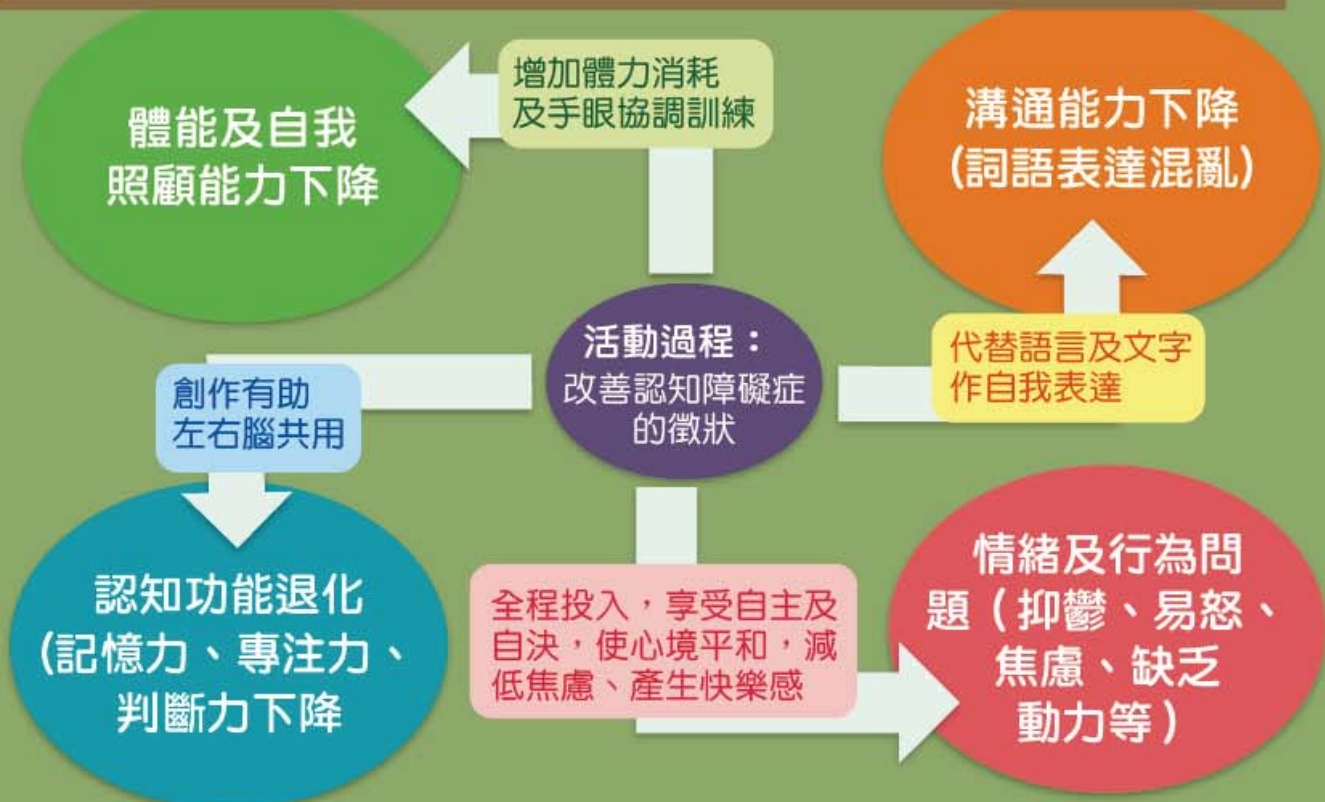 體能及自我
照顧能力下降
增加體力消耗
及手眼協調訓練
溝通能力下降
(詞語表達混亂)
活動過程：
改善認知障礙症
的徵狀
代替語言及文字
作自我表達
創作有助
左右腦共用
認知功能退化
(記憶力、專注力、
判斷力下降
全程投入，享受自主及
自決，使心境平和，減
低焦慮、產生快樂感
情緒及行為問
題（抑鬱、易怒、
焦慮、缺乏
動力等）